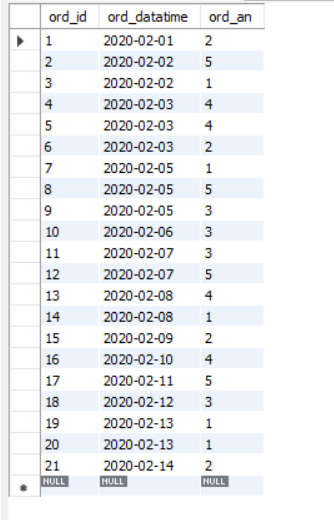 ord_id ord_datatime ord_an
1 2020-02-01 2
2 2020-02-02 5
3 2020-02-02 1
4 2020-02-03 4
5 2020-02-03 4
6 2020-02-03 2
7 2020-02-05 1
8 2020-02-05 5
9 2020-02-05 3
10 2020-02-06 3
11 2020-02-07 3
12 2020-02-07 5
13 2020-02-08 4
14 2020-02-08 1
15 2020-02-09 2
16 2020-02-10 4
17 2020-02-11 5
18 2020-02-12 3
19 2020-02-13 1
20 2020-02-13 1
21 2020-02-14 2
NULL NULL NULL